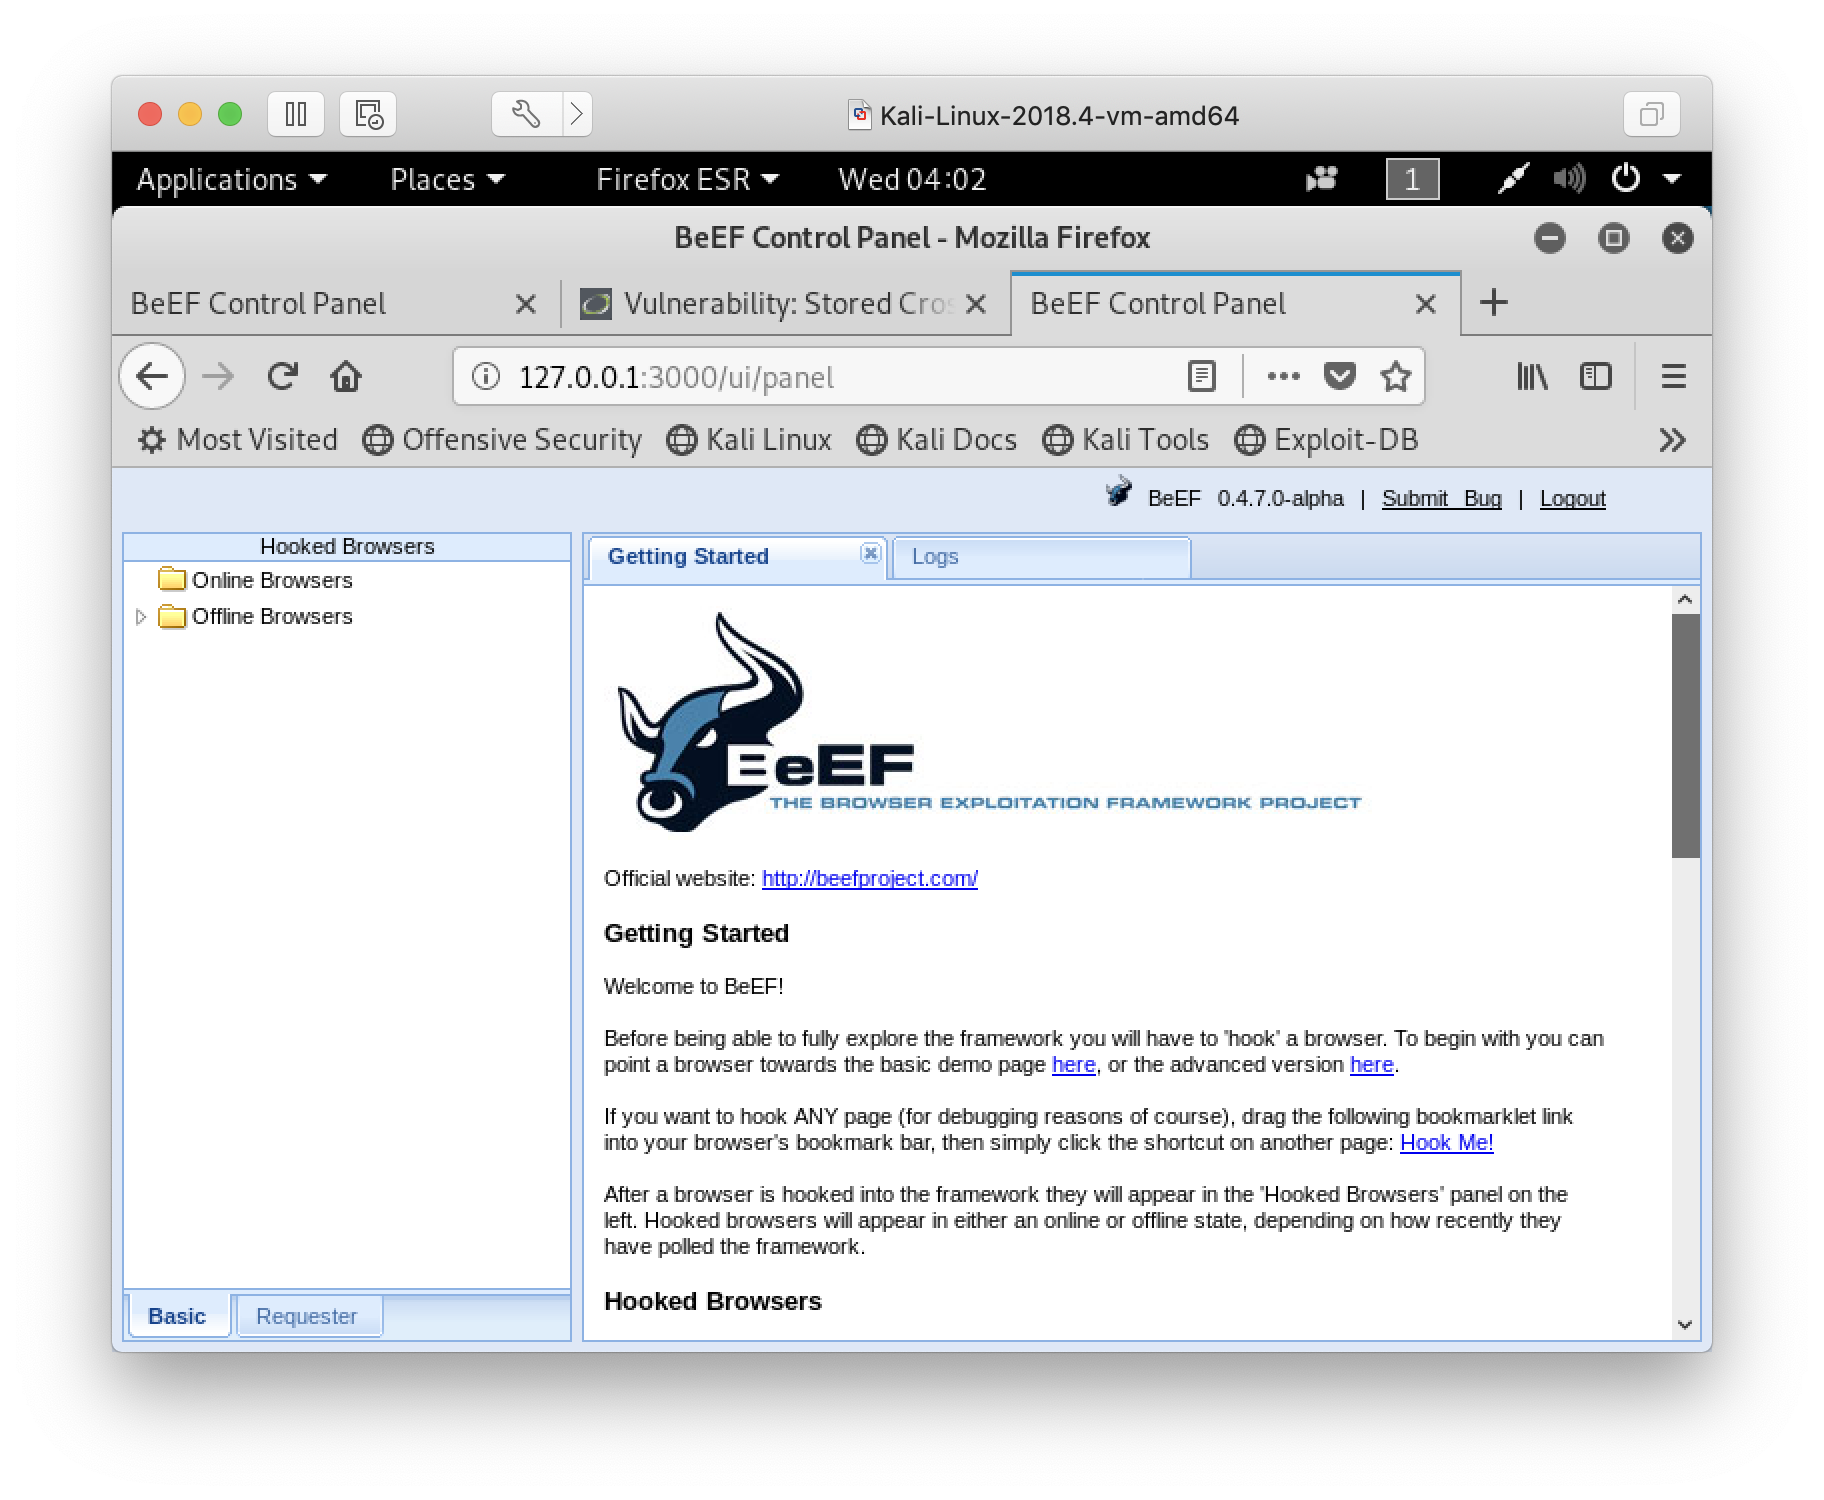 Kali-Linux-2018.4-vm-amd64
Applications Places Firefox ESR Wed 04:02 1
BeEF Control Panel - Mozilla Firefox
BeEF Control Panel Vulnerability: Stored Cros BeEF Control Panel
127.0.0.1:3000/ui/panel
Most Visited Offensive Security Kali Linux Kali Docs Kali Tools Exploit-DB
BeEF 0.4.7.0-alpha | Submit Bug | Logout
Hooked Browsers
Online Browsers
Offline Browsers
Basic Requester
Getting Started Logs
BeEF
THE BROWSER EXPLOITATION FRAMEWORK PROJECT
Official website: http://beefproject.com/
Getting Started
Welcome to BeEF!
Before being able to fully explore the framework you will have to 'hook' a browser. To begin with you can
point a browser towards the basic demo page here, or the advanced version here.
If you want to hook ANY page (for debugging reasons of course), drag the following bookmarklet link
into your browser's bookmark bar, then simply click the shortcut on another page: Hook Me!
After a browser is hooked into the framework they will appear in the 'Hooked Browsers' panel on the
left. Hooked browsers will appear in either an online or offline state, depending on how recently they
have polled the framework.
Hooked Browsers